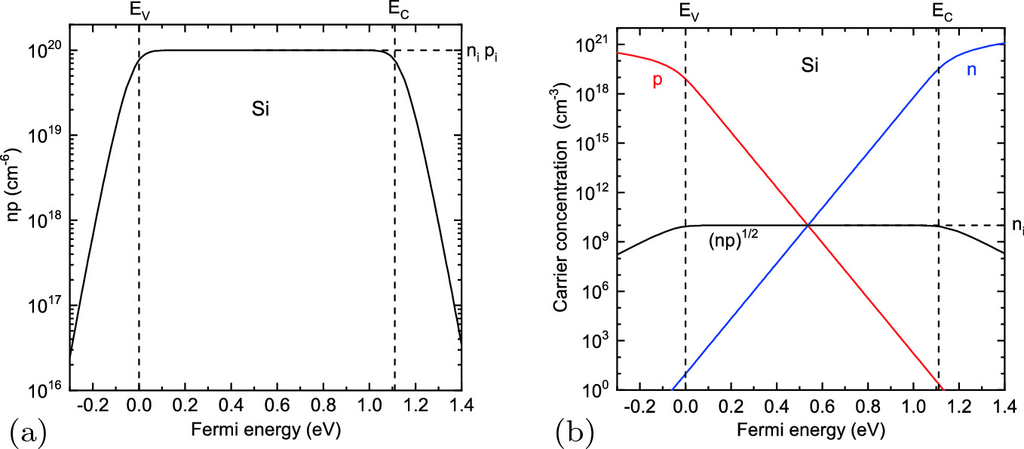 E_V E_C
10^20
n_i p_i
10^19
Si
np (cm^-6)
10^18
10^17
10^16
-0.2 0.0 0.2 0.4 0.6 0.8 1.0 1.2 1.4
Fermi energy (eV)
(a)
E_V E_C
10^21
Si
n
p
10^18
Carrier concentration (cm^-3)
10^15
10^12
n_i
10^9
(np)^1/2
10^6
10^3
10^0
-0.2 0.0 0.2 0.4 0.6 0.8 1.0 1.2 1.4
Fermi energy (eV)
(b)